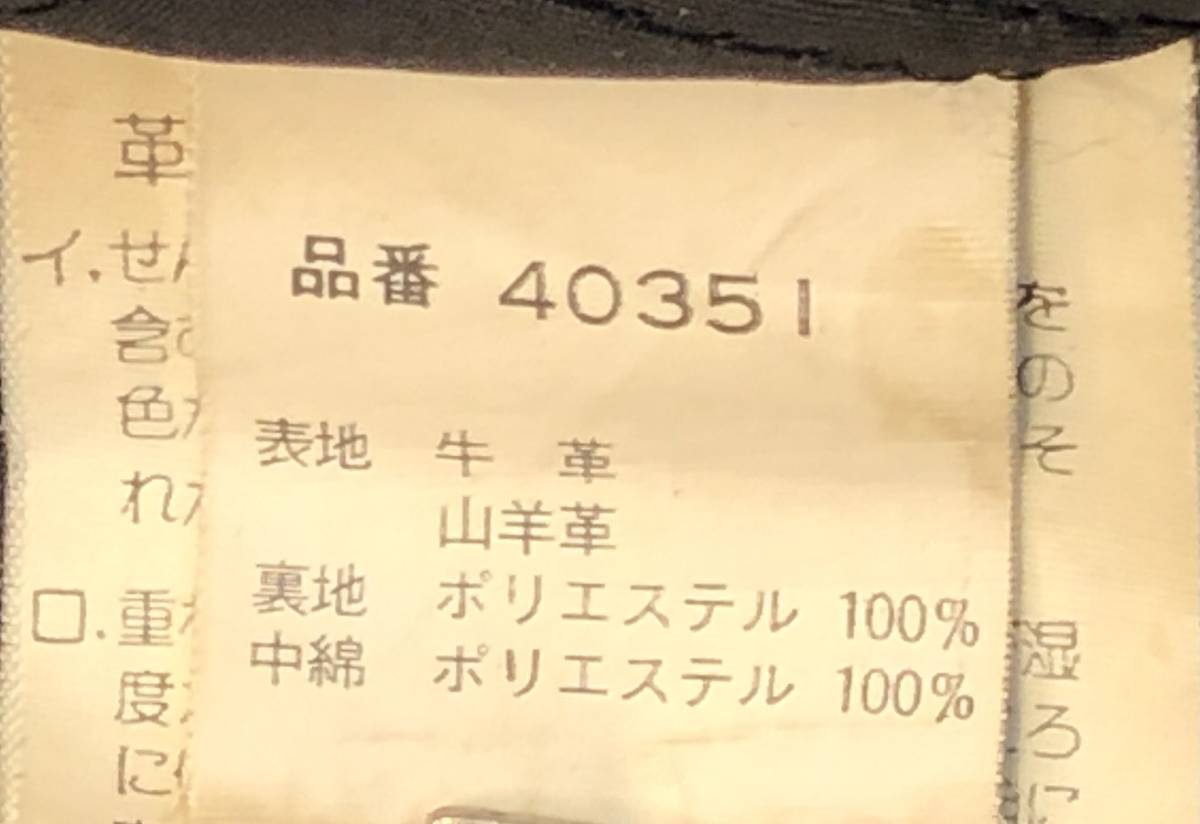 品番 40351
表地 牛 革
山羊革
裏地 ポリエステル 100%
中綿 ポリエステル 100%
革
イ. せ
含
色
れ
ロ. 重
度
に
を
の
そ
湿
ろ
に